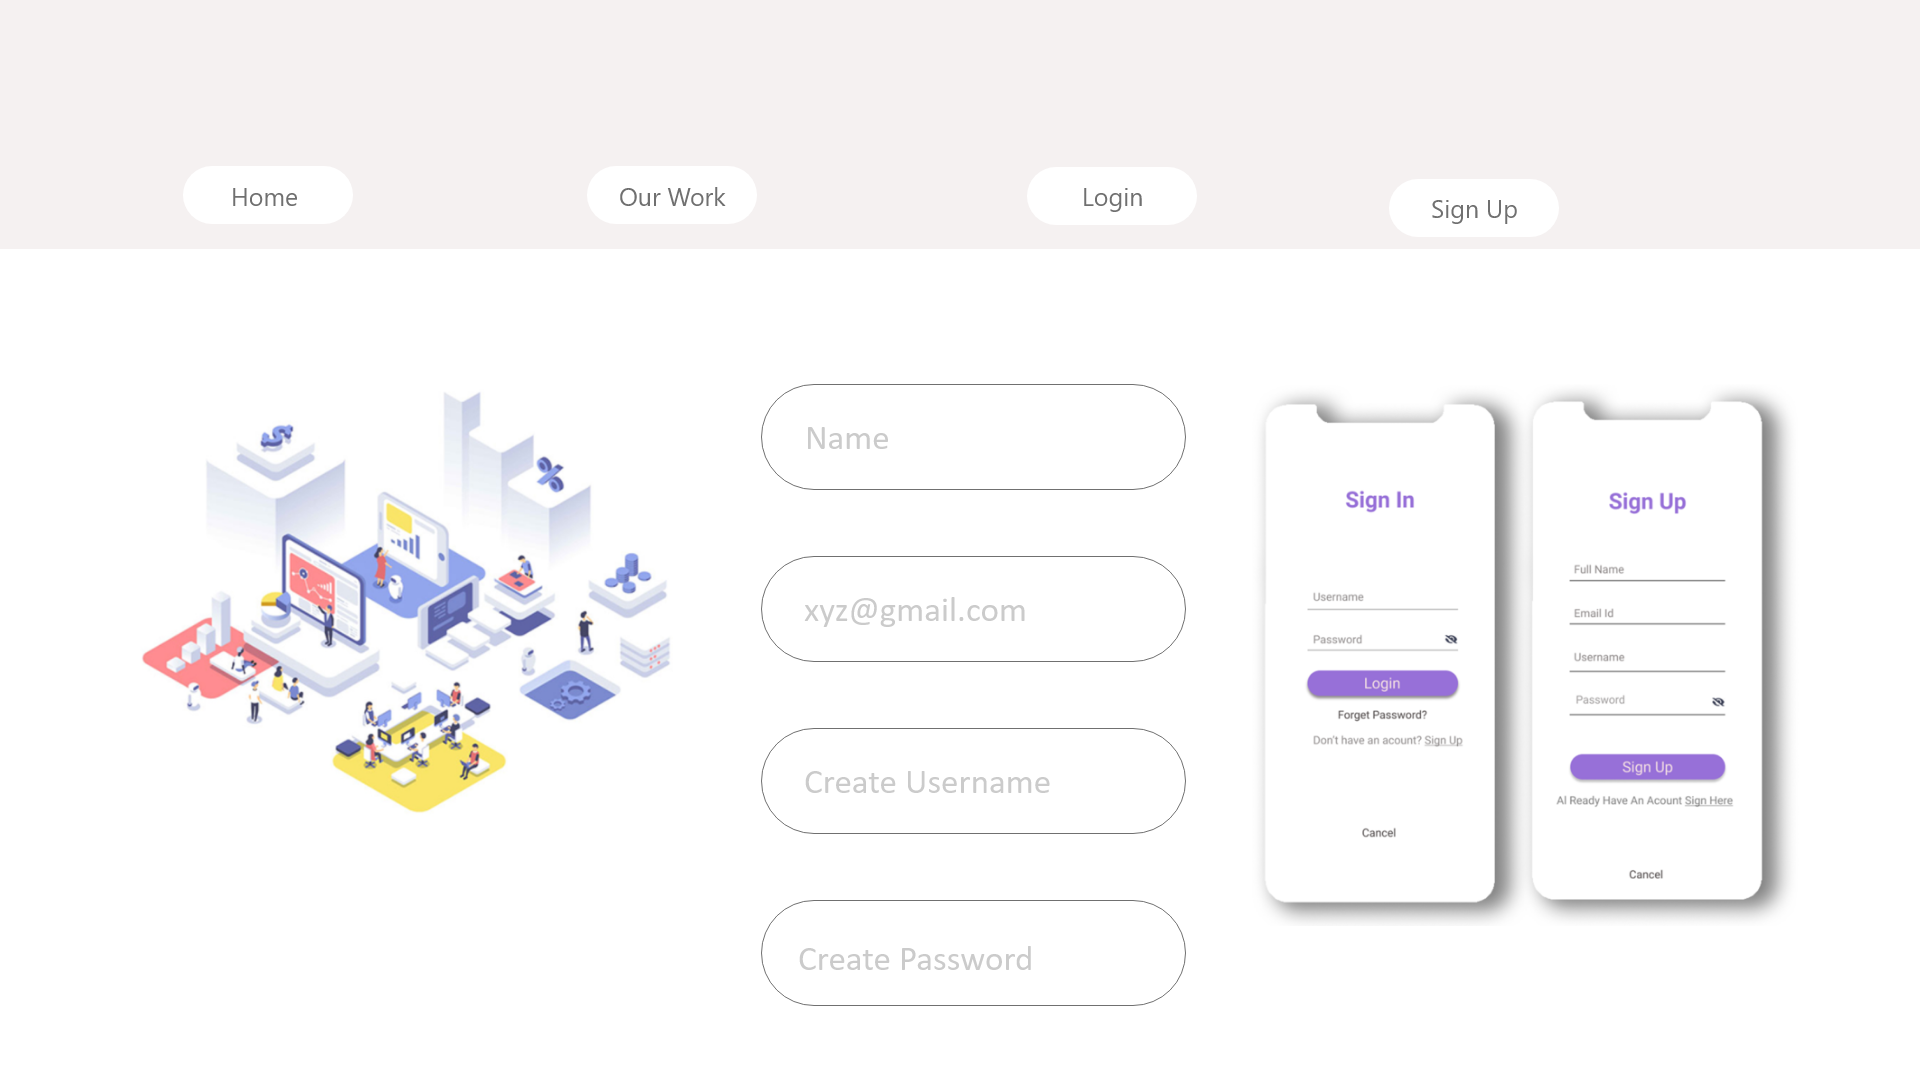 Home
Our Work
Login
Sign Up
Name
xyz@gmail.com
Create Username
Create Password
Sign In
Username
Password
Login
Forget Password?
Don't have an acount? Sign Up
Cancel
Sign Up
Full Name
Email Id
Username
Password
Sign Up
Al Ready Have An Acount Sign Here
Cancel